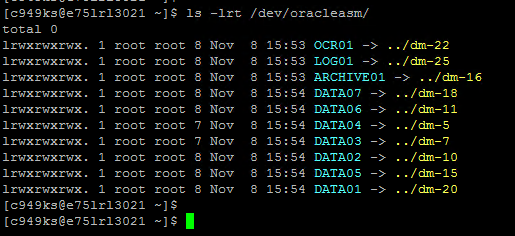 [c949ks@e75lrl3021 ~]$ ls -lrt /dev/oracleasm/
total 0
lrwxrwxrwx. 1 root root 8 Nov  8 15:53 OCR01 -> ../dm-22
lrwxrwxrwx. 1 root root 8 Nov  8 15:53 LOG01 -> ../dm-25
lrwxrwxrwx. 1 root root 8 Nov  8 15:53 ARCHIVE01 -> ../dm-16
lrwxrwxrwx. 1 root root 8 Nov  8 15:54 DATA07 -> ../dm-18
lrwxrwxrwx. 1 root root 8 Nov  8 15:54 DATA06 -> ../dm-11
lrwxrwxrwx. 1 root root 7 Nov  8 15:54 DATA04 -> ../dm-5
lrwxrwxrwx. 1 root root 7 Nov  8 15:54 DATA03 -> ../dm-7
lrwxrwxrwx. 1 root root 8 Nov  8 15:54 DATA02 -> ../dm-10
lrwxrwxrwx. 1 root root 8 Nov  8 15:54 DATA05 -> ../dm-15
lrwxrwxrwx. 1 root root 8 Nov  8 15:54 DATA01 -> ../dm-20
[c949ks@e75lrl3021 ~]$
[c949ks@e75lrl3021 ~]$